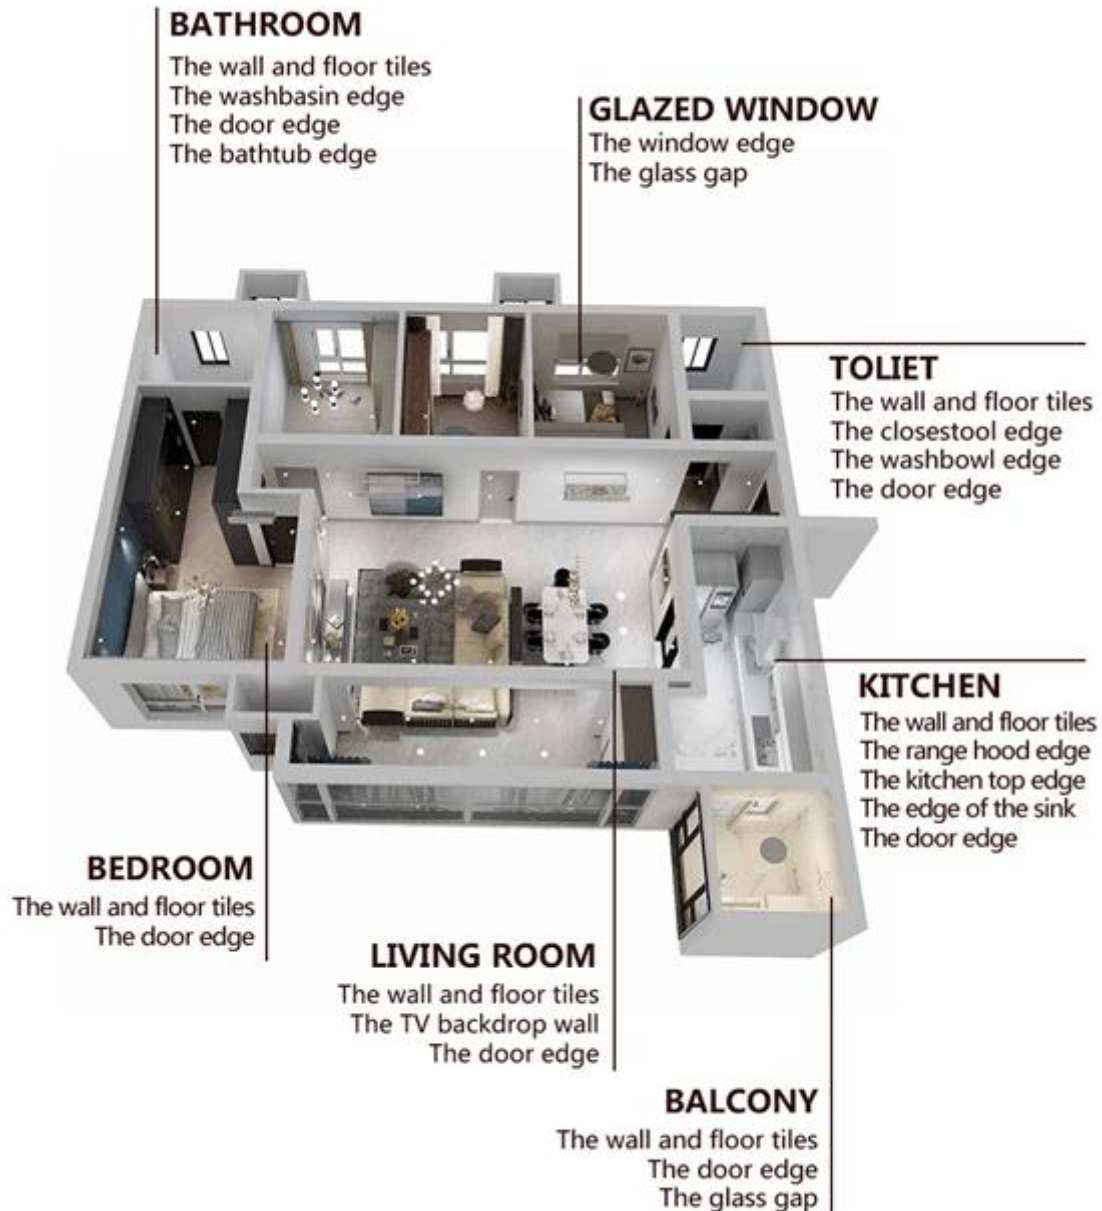 BATHROOM
The wall and floor tiles
The washbasin edge
The door edge
The bathtub edge
GLAZED WINDOW
The window edge
The glass gap
TOLIET
The wall and floor tiles
The closestool edge
The washbowl edge
The door edge
KITCHEN
The wall and floor tiles
The range hood edge
The kitchen top edge
The edge of the sink
The door edge
BEDROOM
The wall and floor tiles
The door edge
LIVING ROOM
The wall and floor tiles
The TV backdrop wall
The door edge
BALCONY
The wall and floor tiles
The door edge
The glass gap